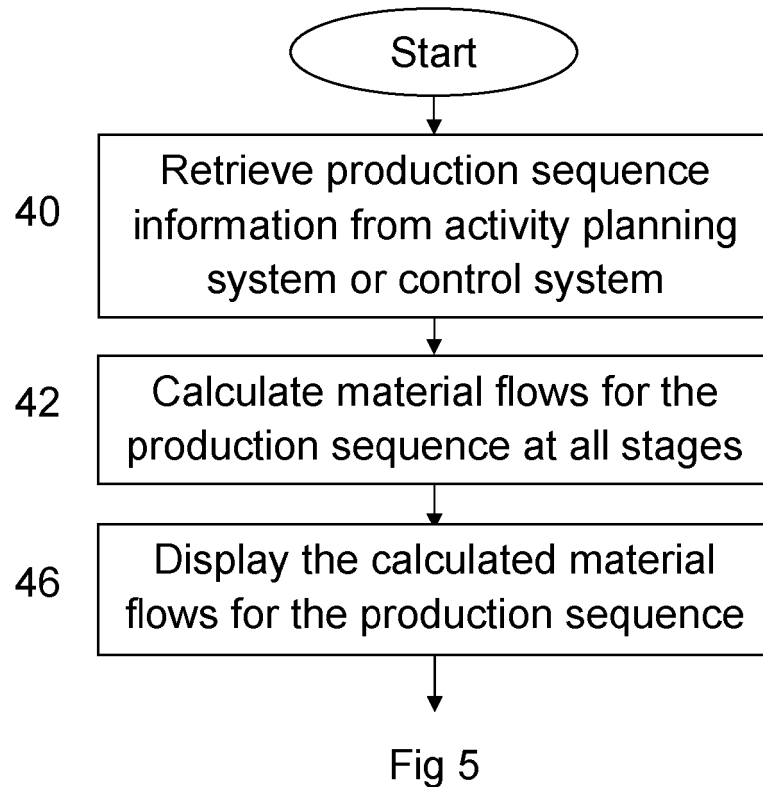 Start
40
Retrieve production sequence
information from activity planning
system or control system
42
Calculate material flows for the
production sequence at all stages
46
Display the calculated material
flows for the production sequence
Fig 5